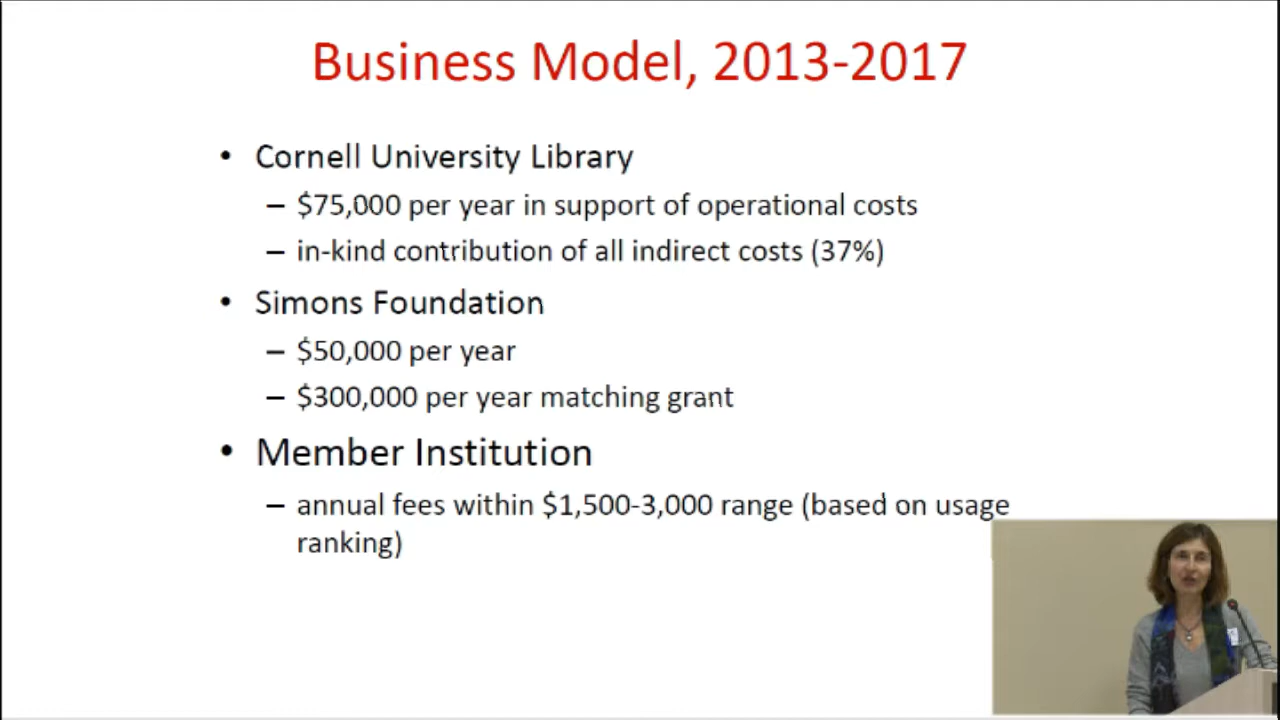 Business Model, 2013-2017
• Cornell University Library
– $75,000 per year in support of operational costs
– in-kind contribution of all indirect costs (37%)
• Simons Foundation
– $50,000 per year
– $300,000 per year matching grant
• Member Institution
– annual fees within $1,500-3,000 range (based on usage
ranking)